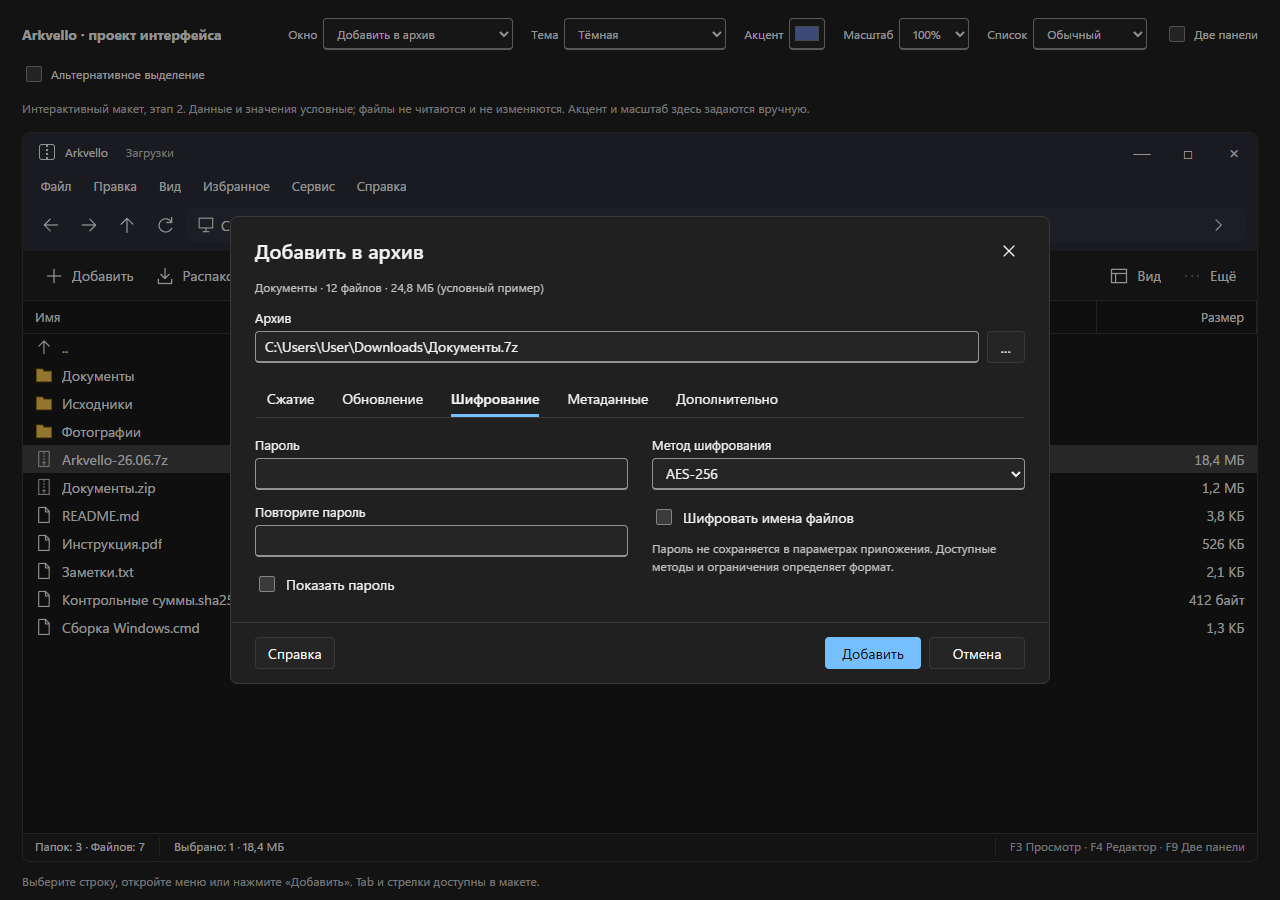 Arkvello · проект интерфейса Окно Добавить в архив Тема Тёмная Акцент Масштаб 100% Список Обычный Две панели
Альтернативное выделение
Интерактивный макет, этап 2. Данные и значения условные; файлы не читаются и не изменяются. Акцент и масштаб здесь задаются вручную.
Arkvello Загрузки
Файл Правка Вид Избранное Сервис Справка
С
Добавить в архив
Добавить Распако Вид ··· Ещё
Документы · 12 файлов · 24,8 МБ (условный пример)
Имя Размер
Архив
C:\Users\User\Downloads\Документы.7z ...
..
Документы
Исходники
Фотографии
Arkvello-26.06.7z 18,4 МБ
Документы.zip 1,2 МБ
README.md 3,8 КБ
Инструкция.pdf 526 КБ
Заметки.txt 2,1 КБ
Контрольные суммы.sha25 412 байт
Сборка Windows.cmd 1,3 КБ
Сжатие Обновление Шифрование Метаданные Дополнительно
Пароль Метод шифрования
AES-256
Повторите пароль Шифровать имена файлов
Пароль не сохраняется в параметрах приложения. Доступные
методы и ограничения определяет формат.
Показать пароль
Справка Добавить Отмена
Папок: 3 · Файлов: 7 Выбрано: 1 · 18,4 МБ F3 Просмотр · F4 Редактор · F9 Две панели
Выберите строку, откройте меню или нажмите «Добавить». Tab и стрелки доступны в макете.